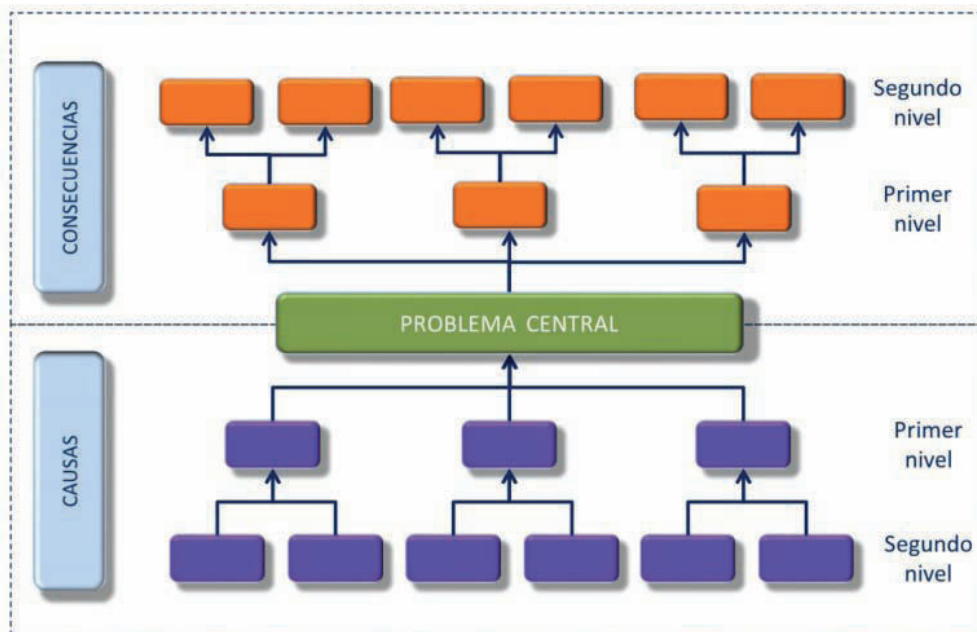 CONSECUENCIAS
Segundo
nivel
Primer
nivel
PROBLEMA CENTRAL
CAUSAS
Primer
nivel
Segundo
nivel